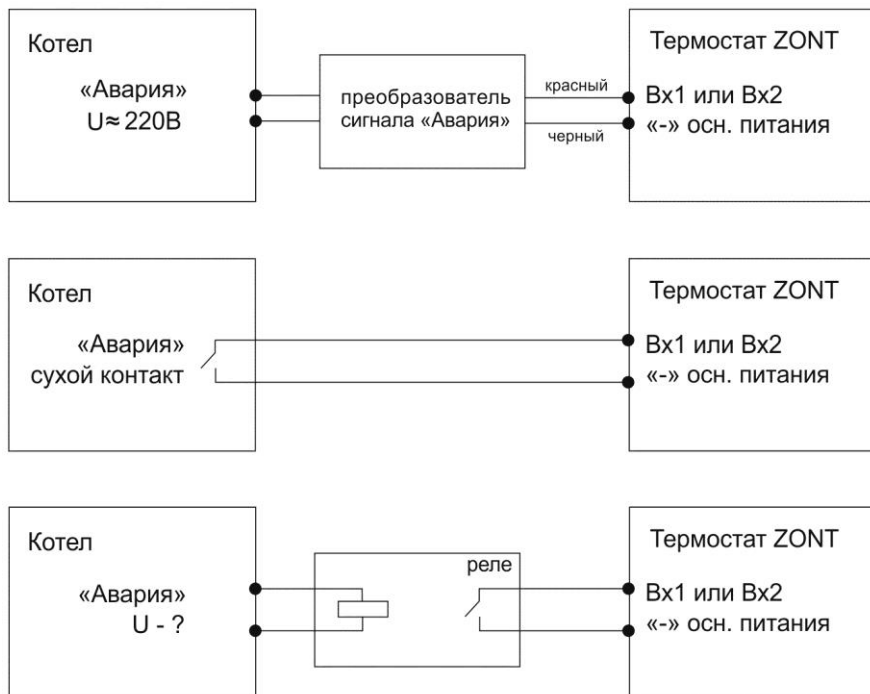 Котел
«Авария»
U≈220В
преобразователь
сигнала «Авария»
красный
черный
Термостат ZONT
Вх1 или Вх2
«-» осн. питания
Котел
«Авария»
сухой контакт
Термостат ZONT
Вх1 или Вх2
«-» осн. питания
Котел
«Авария»
U - ?
реле
Термостат ZONT
Вх1 или Вх2
«-» осн. питания